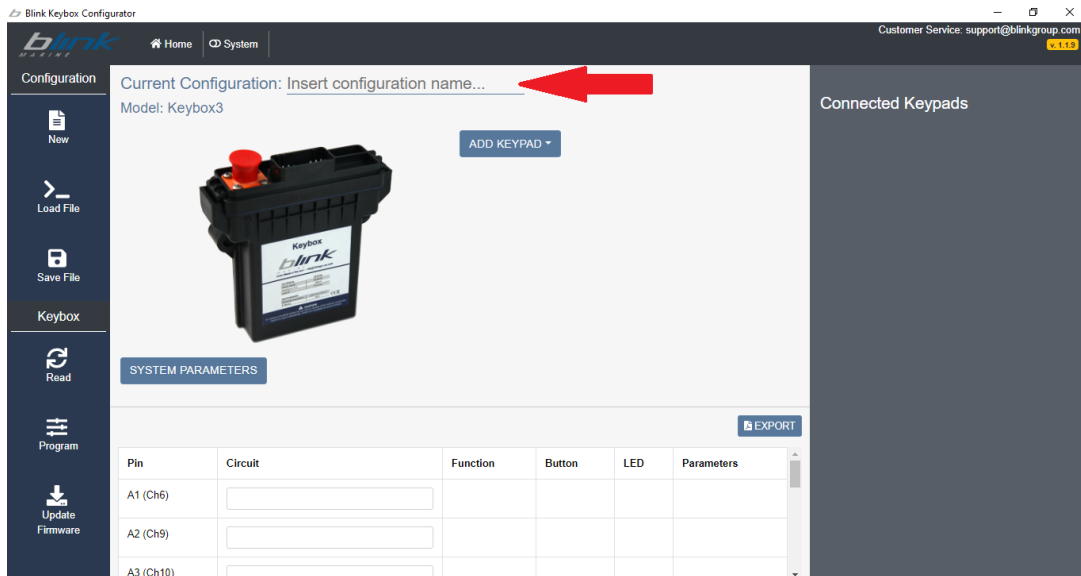 Blink Keybox Configurator
blink
MARINE
Home
System
Customer Service: support@blinkgroup.com
v. 1.1.9
Configuration
New
Load File
Save File
Keybox
Read
Program
Update
Firmware
Current Configuration: Insert configuration name...
Model: Keybox3
ADD KEYPAD
Keybox
blink
SYSTEM PARAMETERS
EXPORT
Pin Circuit Function Button LED Parameters
A1 (Ch6)
A2 (Ch9)
A3 (Ch10)
Connected Keypads